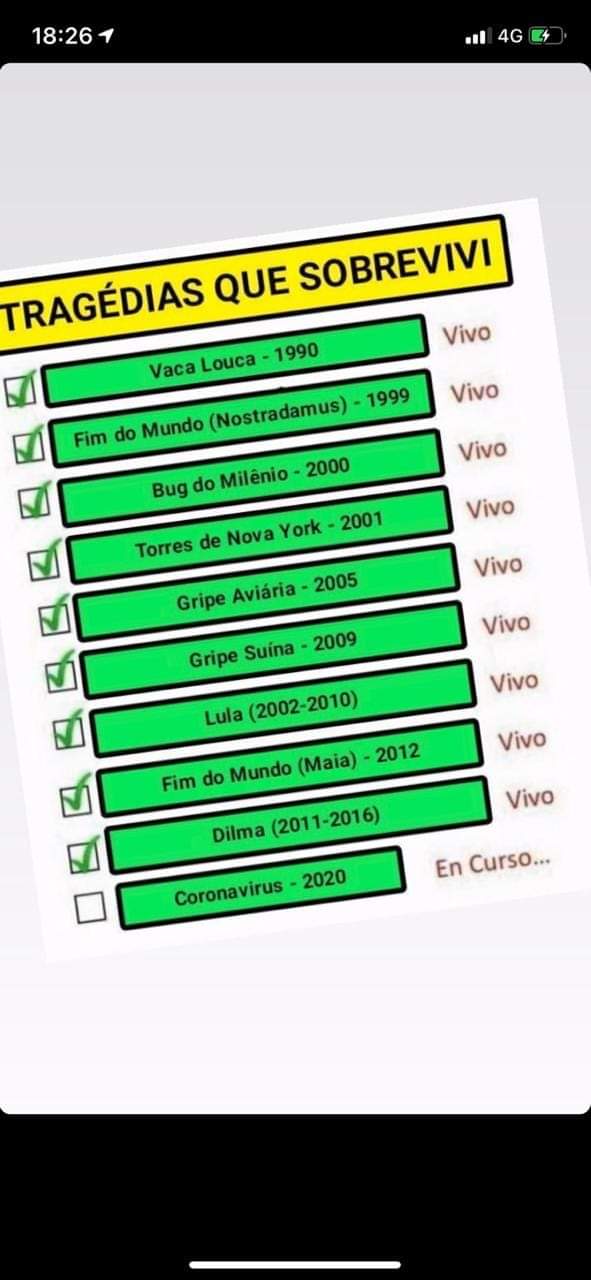 18:26
4G
TRAGÉDIAS QUE SOBREVIVI
Vaca Louca - 1990 Vivo
Fim do Mundo (Nostradamus) - 1999 Vivo
Bug do Milênio - 2000 Vivo
Torres de Nova York - 2001 Vivo
Gripe Aviária - 2005 Vivo
Gripe Suína - 2009 Vivo
Lula (2002-2010) Vivo
Fim do Mundo (Maia) - 2012 Vivo
Dilma (2011-2016) Vivo
Coronavirus - 2020 En Curso...